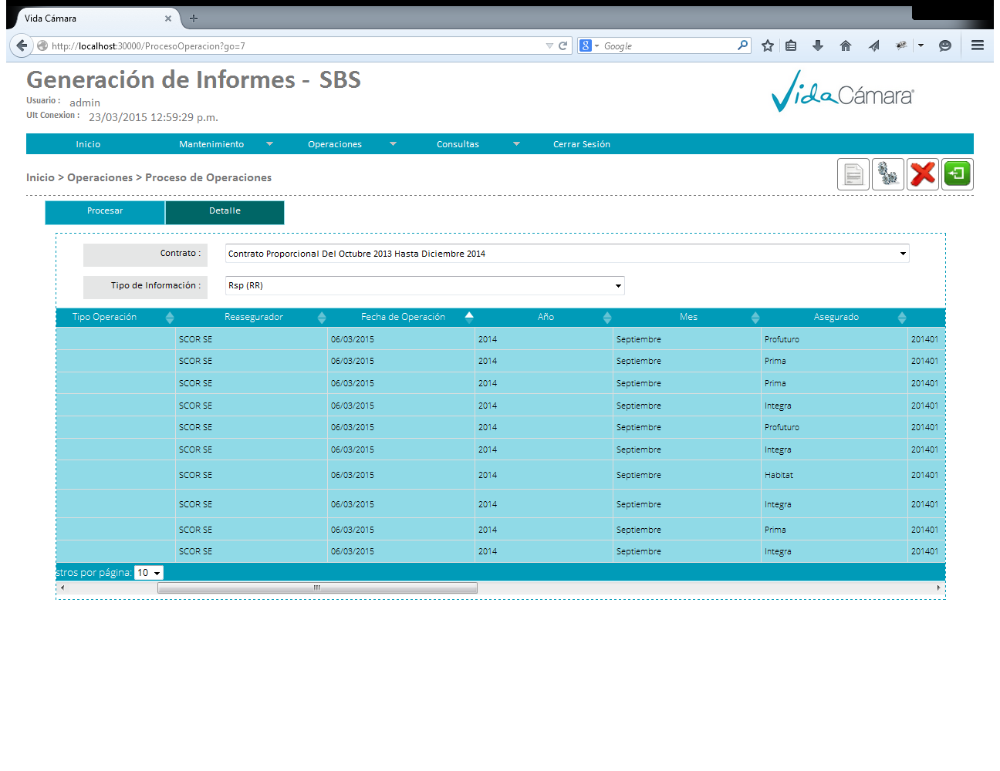 Vida Cámara
http://localhost:30000/ProcesoOperacion?go=7
Google
Generación de Informes - SBS
Usuario : admin
Ult Conexion : 23/03/2015 12:59:29 p.m.
Vida Cámara
Inicio Mantenimiento Operaciones Consultas Cerrar Sesión
Inicio > Operaciones > Proceso de Operaciones
Procesar Detalle
Contrato : Contrato Proporcional Del Octubre 2013 Hasta Diciembre 2014
Tipo de Información : Rsp (RR)
Tipo Operación Reasegurador Fecha de Operación Año Mes Asegurado
SCOR SE 06/03/2015 2014 Septiembre Profuturo 201401
SCOR SE 06/03/2015 2014 Septiembre Prima 201401
SCOR SE 06/03/2015 2014 Septiembre Prima 201401
SCOR SE 06/03/2015 2014 Septiembre Integra 201401
SCOR SE 06/03/2015 2014 Septiembre Profuturo 201401
SCOR SE 06/03/2015 2014 Septiembre Integra 201401
SCOR SE 06/03/2015 2014 Septiembre Habitat 201401
SCOR SE 06/03/2015 2014 Septiembre Integra 201401
SCOR SE 06/03/2015 2014 Septiembre Prima 201401
SCOR SE 06/03/2015 2014 Septiembre Integra 201401
stros por página: 10